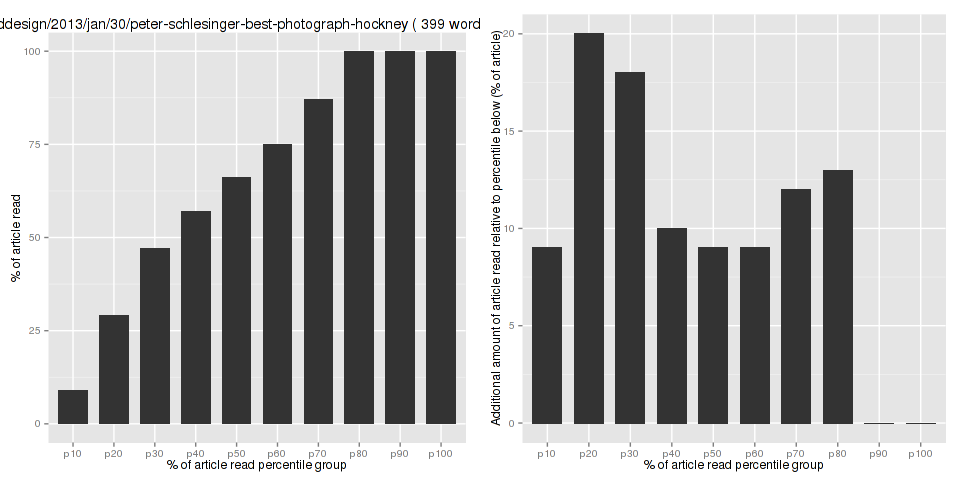 ddesign/2013/jan/30/peter-schlesinger-best-photograph-hockney ( 399 word
% of article read
100
75
50
25
0
p10 p20 p30 p40 p50 p60 p70 p80 p90 p100
% of article read percentile group
Additional amount of article read relative to percentile below (% of article)
20
15
10
5
0
p10 p20 p30 p40 p50 p60 p70 p80 p90 p100
% of article read percentile group